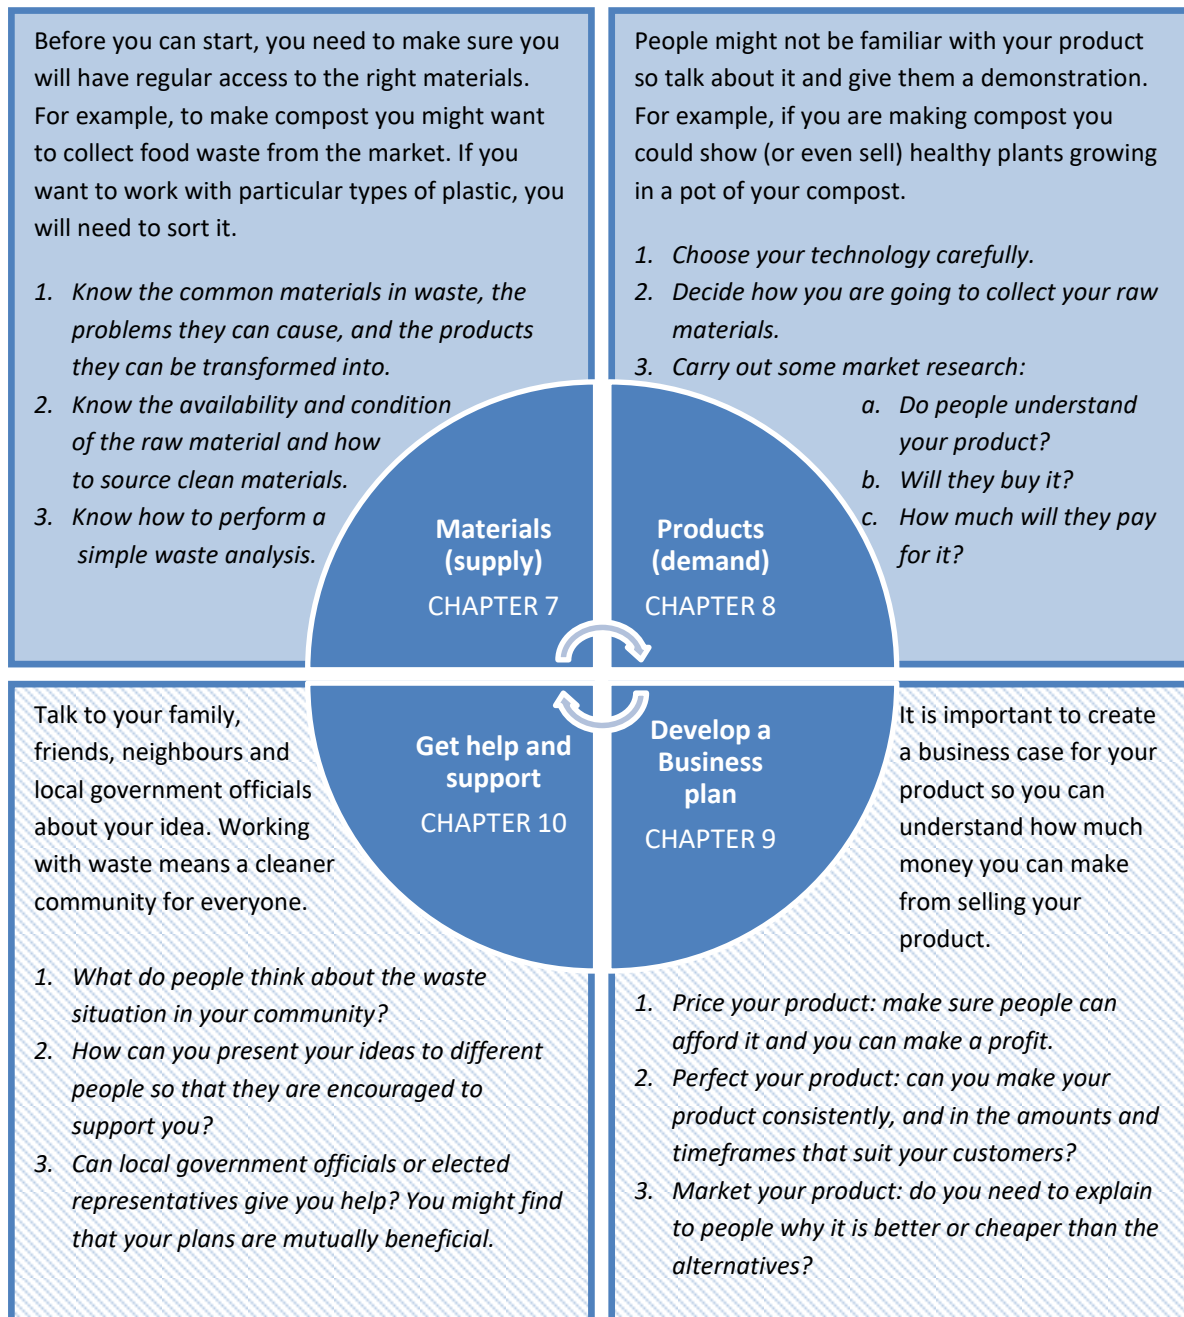 Before you can start, you need to make sure you
will have regular access to the right materials.
For example, to make compost you might want
to collect food waste from the market. If you
want to work with particular types of plastic, you
will need to sort it.
1. Know the common materials in waste, the
problems they can cause, and the products
they can be transformed into.
2. Know the availability and condition
of the raw material and how
to source clean materials.
3. Know how to perform a
simple waste analysis.
Materials
(supply)
CHAPTER 7
People might not be familiar with your product
so talk about it and give them a demonstration.
For example, if you are making compost you
could show (or even sell) healthy plants growing
in a pot of your compost.
1. Choose your technology carefully.
2. Decide how you are going to collect your raw
materials.
3. Carry out some market research:
a. Do people understand
your product?
b. Will they buy it?
c. How much will they pay
for it?
Products
(demand)
CHAPTER 8
Talk to your family,
friends, neighbours and
local government officials
about your idea. Working
with waste means a cleaner
community for everyone.
1. What do people think about the waste
situation in your community?
2. How can you present your ideas to different
people so that they are encouraged to
support you?
3. Can local government officials or elected
representatives give you help? You might find
that your plans are mutually beneficial.
Get help and
support
CHAPTER 10
Develop a
Business
plan
CHAPTER 9
It is important to create
a business case for your
product so you can
understand how much
money you can make
from selling your
product.
1. Price your product: make sure people can
afford it and you can make a profit.
2. Perfect your product: can you make your
product consistently, and in the amounts and
timeframes that suit your customers?
3. Market your product: do you need to explain
to people why it is better or cheaper than the
alternatives?